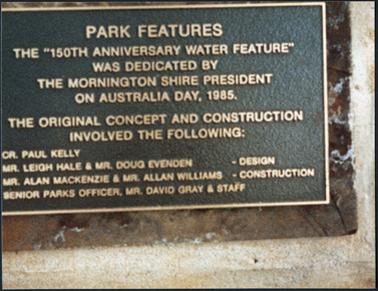 PARK FEATURES
THE "150TH ANNIVERSARY WATER FEATURE"
WAS DEDICATED BY
THE MORNINGTON SHIRE PRESIDENT
ON AUSTRALIA DAY, 1985.
THE ORIGINAL CONCEPT AND CONSTRUCTION
INVOLVED THE FOLLOWING:
CR. PAUL KELLY
MR. LEIGH HALE & MR. DOUG EVENDEN - DESIGN
MR. ALAN MACKENZIE & MR. ALLAN WILLIAMS - CONSTRUCTION
SENIOR PARKS OFFICER, MR. DAVID GRAY & STAFF